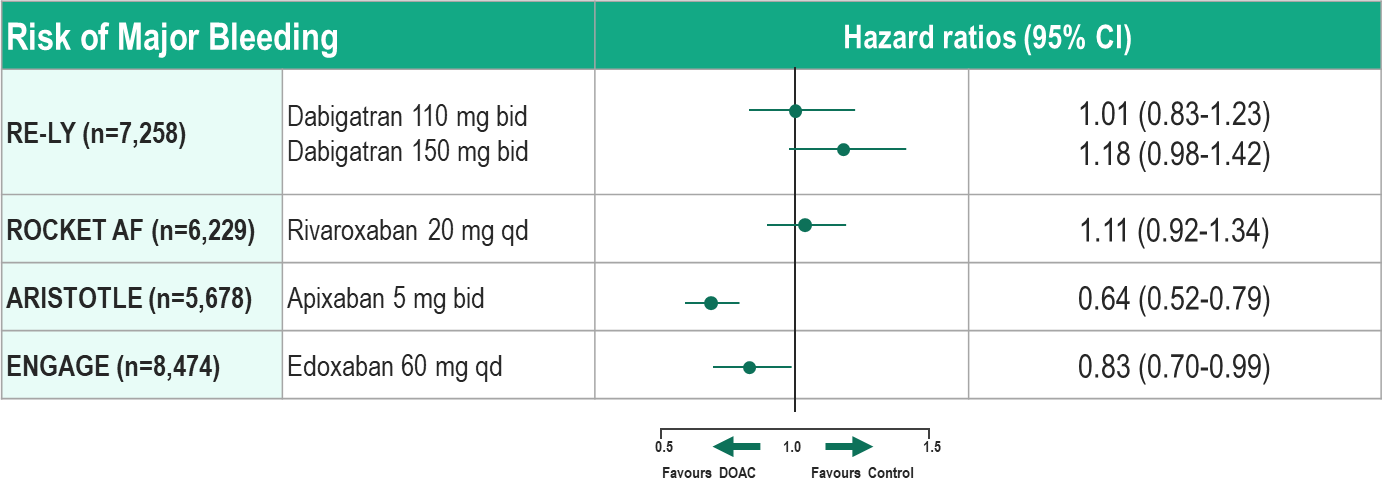 Risk of Major Bleeding
Hazard ratios (95% CI)
RE-LY (n=7,258)
Dabigatran 110 mg bid
1.01 (0.83-1.23)
Dabigatran 150 mg bid
1.18 (0.98-1.42)
ROCKET AF (n=6,229)
Rivaroxaban 20 mg qd
1.11 (0.92-1.34)
ARISTOTLE (n=5,678)
Apixaban 5 mg bid
0.64 (0.52-0.79)
ENGAGE (n=8,474)
Edoxaban 60 mg qd
0.83 (0.70-0.99)
0.5
1.0
1.5
Favours DOAC
Favours Control